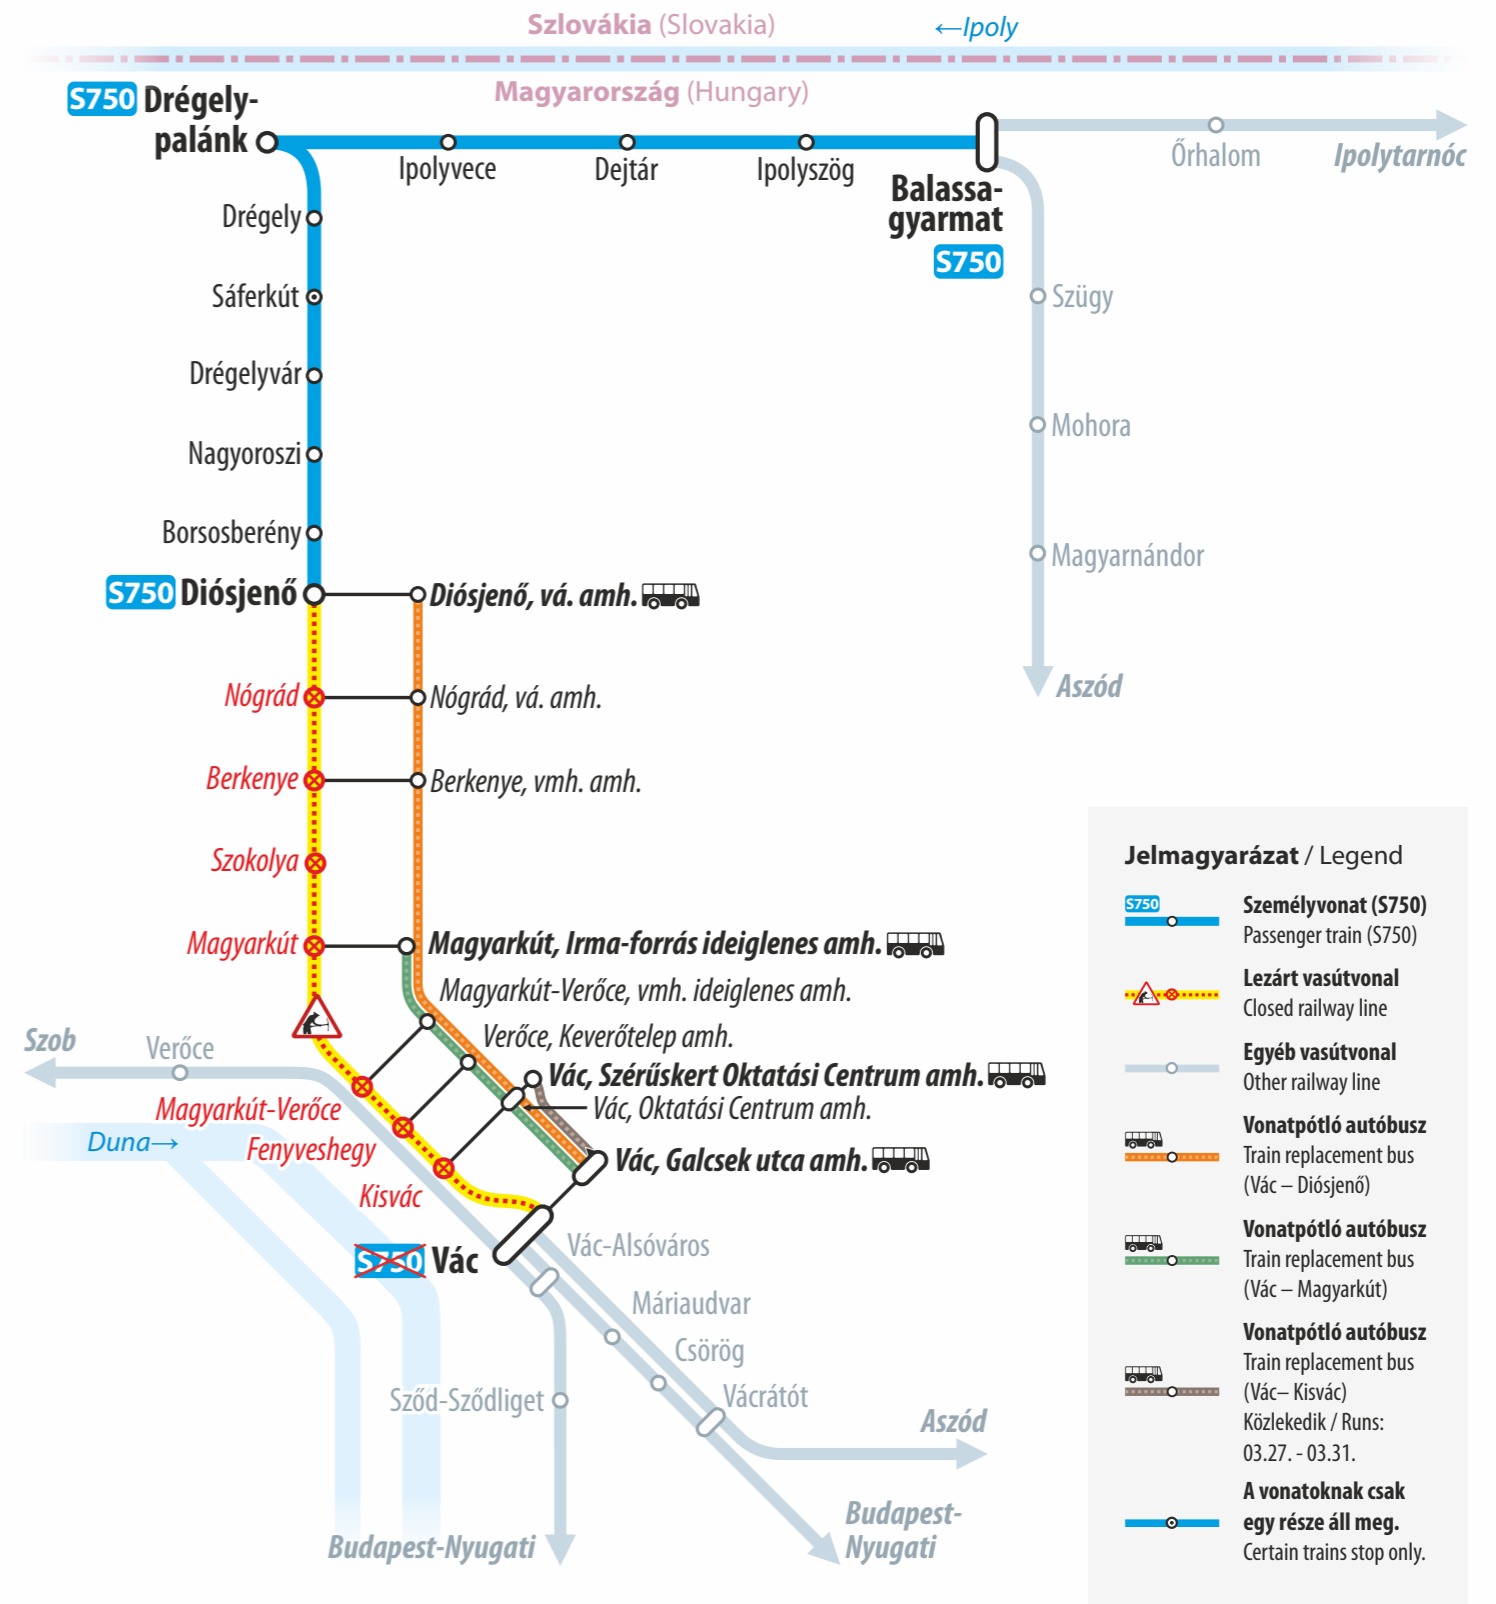 Szlovákia (Slovakia)
←Ipoly
Magyarország (Hungary)
S750 Drégely-
palánk
Ipolyvece
Dejtár
Ipolyszög
Balassa-
gyarmat
S750
Őrhalom
Ipolytarnóc
Drégely
Sáferkút
Drégelyvár
Nagyoroszi
Borsosberény
S750 Diósjenő
Szügy
Mohora
Magyarnándor
Aszód
Diósjenő, vá. amh.
Nógrád
Nógrád, vá. amh.
Berkenye
Berkenye, vmh. amh.
Szokolya
Magyarkút
Magyarkút, Irma-forrás ideiglenes amh.
Magyarkút-Verőce, vmh. ideiglenes amh.
Verőce, Keverőtelep amh.
Vác, Szérűskert Oktatási Centrum amh.
Vác, Oktatási Centrum amh.
Vác, Galcsek utca amh.
Szob
Verőce
Magyarkút-Verőce
Duna→
Fenyveshegy
Kisvác
S750 Vác
Vác-Alsóváros
Máriaudvar
Csörög
Vácrátót
Sződ-Sződliget
Aszód
Budapest-Nyugati
Budapest-
Nyugati
Jelmagyarázat / Legend
S750
Személyvonat (S750)
Passenger train (S750)
Lezárt vasútvonal
Closed railway line
Egyéb vasútvonal
Other railway line
Vonatpótló autóbusz
Train replacement bus
(Vác – Diósjenő)
Vonatpótló autóbusz
Train replacement bus
(Vác – Magyarkút)
Vonatpótló autóbusz
Train replacement bus
(Vác– Kisvác)
Közlekedik / Runs:
03.27. - 03.31.
A vonatoknak csak
egy része áll meg.
Certain trains stop only.